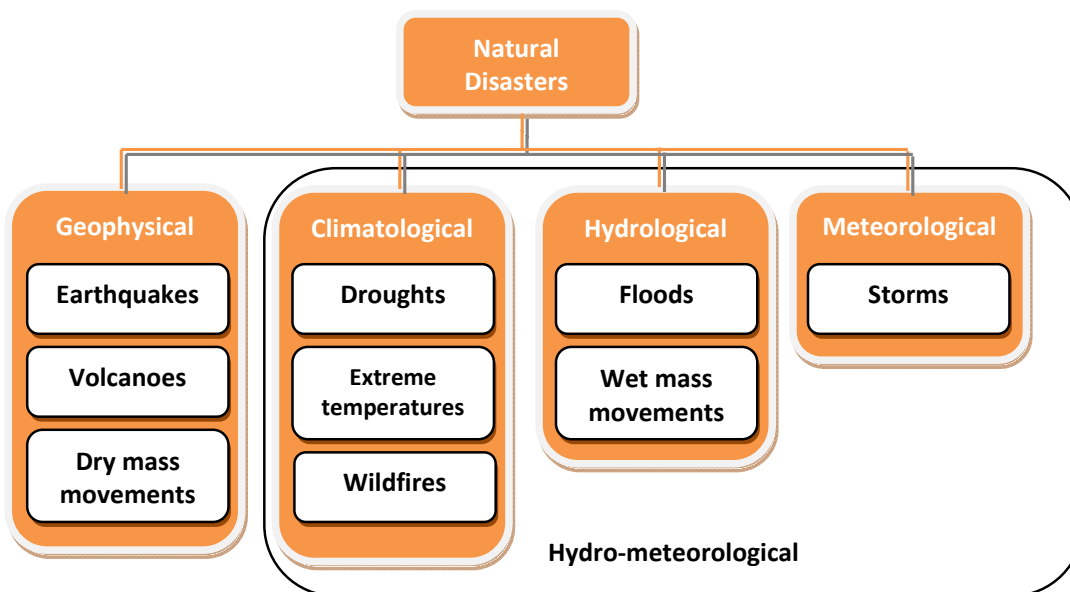 Natural
Disasters
Geophysical
Earthquakes
Volcanoes
Dry mass
movements
Climatological
Droughts
Extreme
temperatures
Wildfires
Hydrological
Floods
Wet mass
movements
Meteorological
Storms
Hydro-meteorological